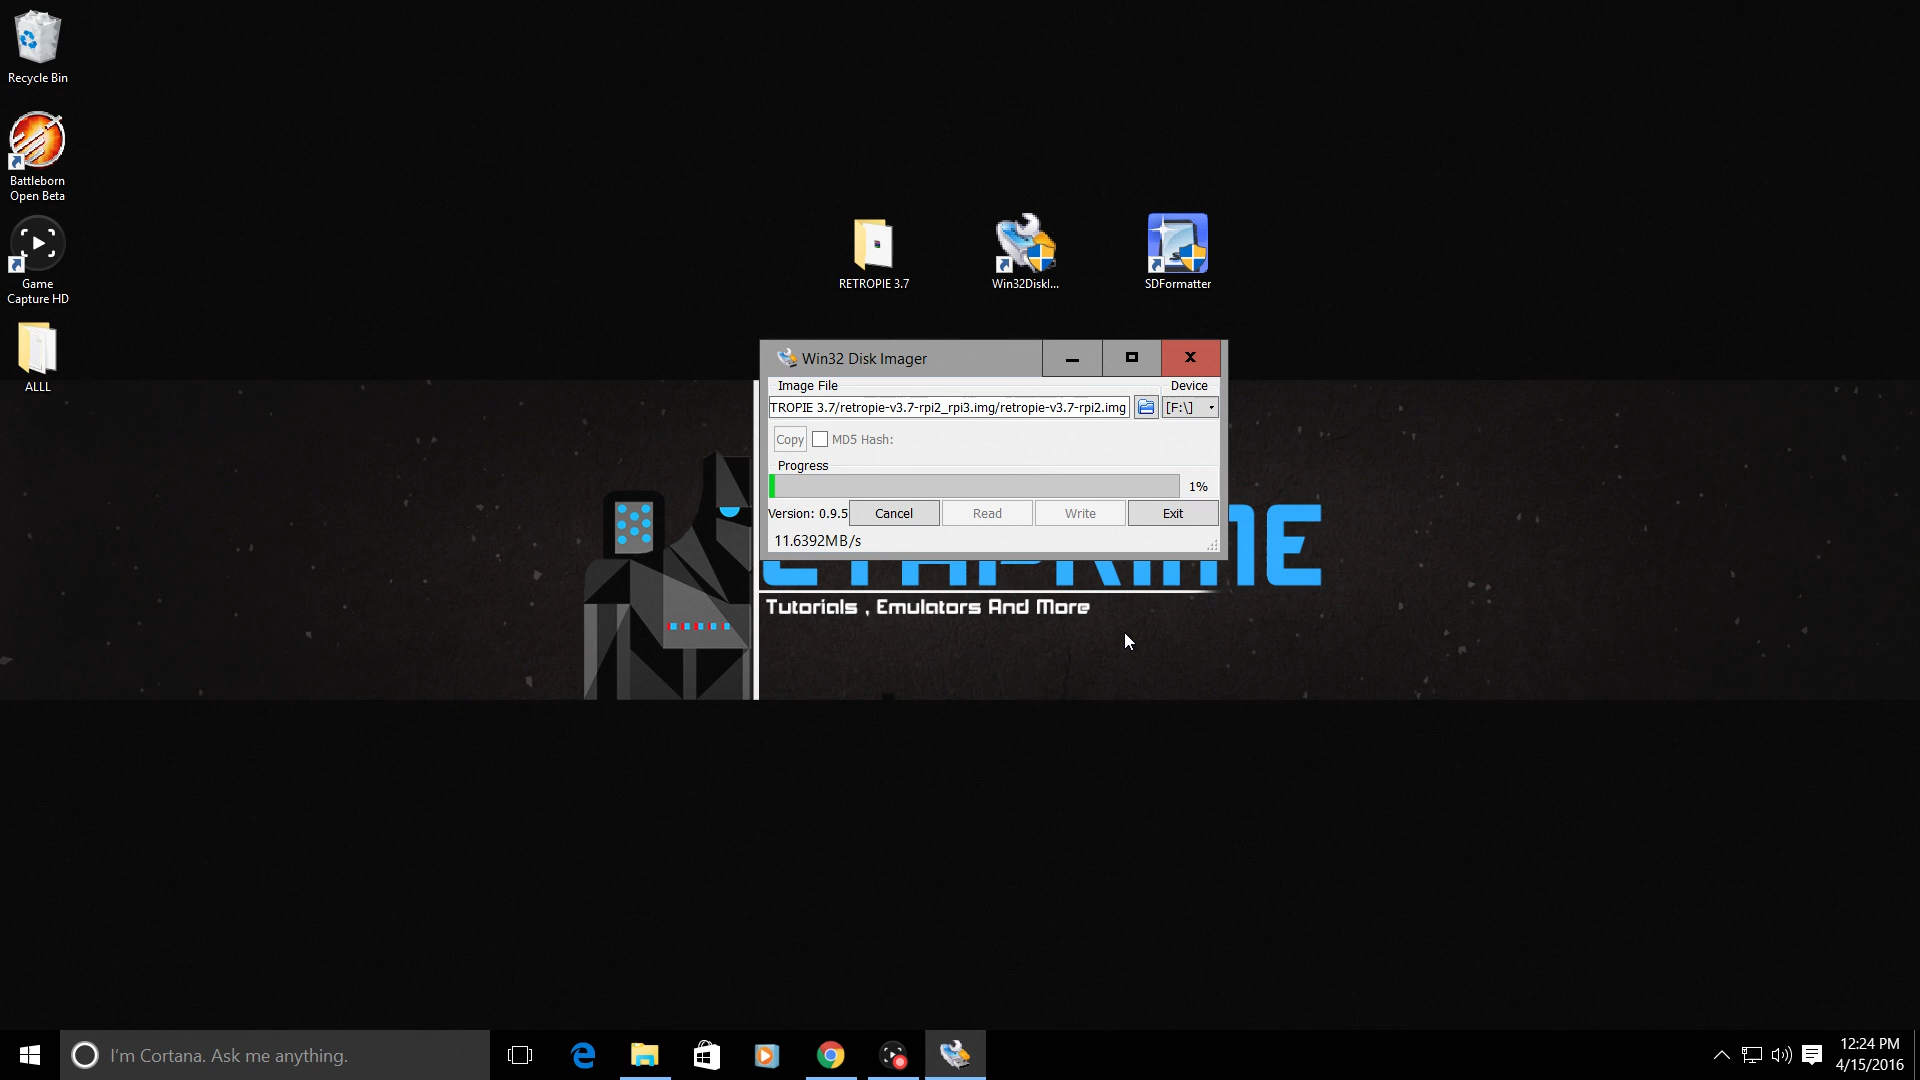 Recycle Bin
Battleborn
Open Beta
Game
Capture HD
ALLL
RETROPIE 3.7
Win32DiskI...
SDFormatter
Win32 Disk Imager
Image File
Device
TROPIE 3.7/retropie-v3.7-rpi2_rpi3.img/retropie-v3.7-rpi2.img
[F:\]
Copy
MD5 Hash:
Progress
1%
Version: 0.9.5
Cancel
Read
Write
Exit
11.6392MB/s
ETAPRIME
Tutorials , Emulators And More
I'm Cortana. Ask me anything.
12:24 PM
4/15/2016